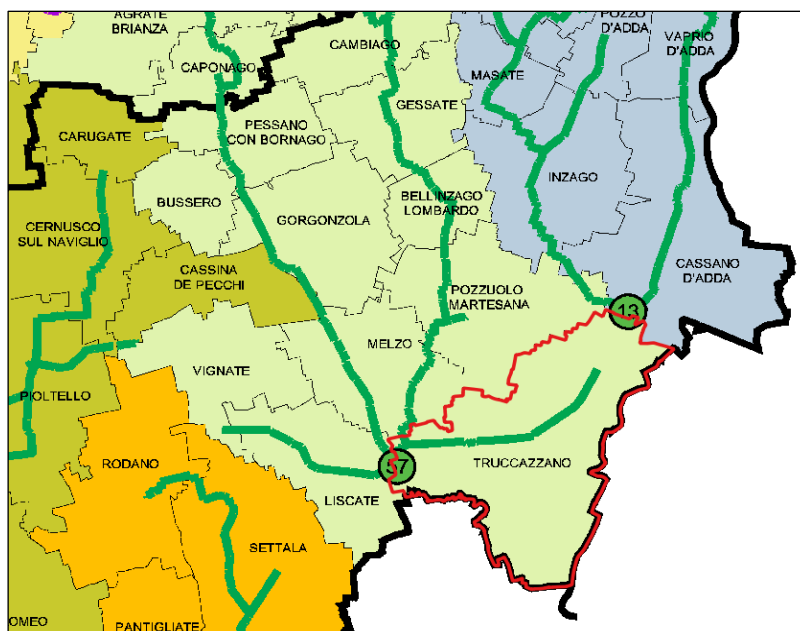 AGRATE
BRIANZA
CAMBIAGO
POZZO
D'ADDA
VAPRIO
D'ADDA
CAPONAGO
MASATE
GESSATE
CARUGATE
PESSANO
CON BORNAGO
INZAGO
BUSSERO
BELLINZAGO
LOMBARDO
GORGONZOLA
CERNUSCO
SUL NAVIGLIO
CASSINA
DE PECCHI
CASSANO
D'ADDA
POZZUOLO
MARTESANA
13
MELZO
VIGNATE
PIOLTELLO
RODANO
37
TRUCCAZZANO
LISCATE
SETTALA
OMEO
PANTIGLIATE